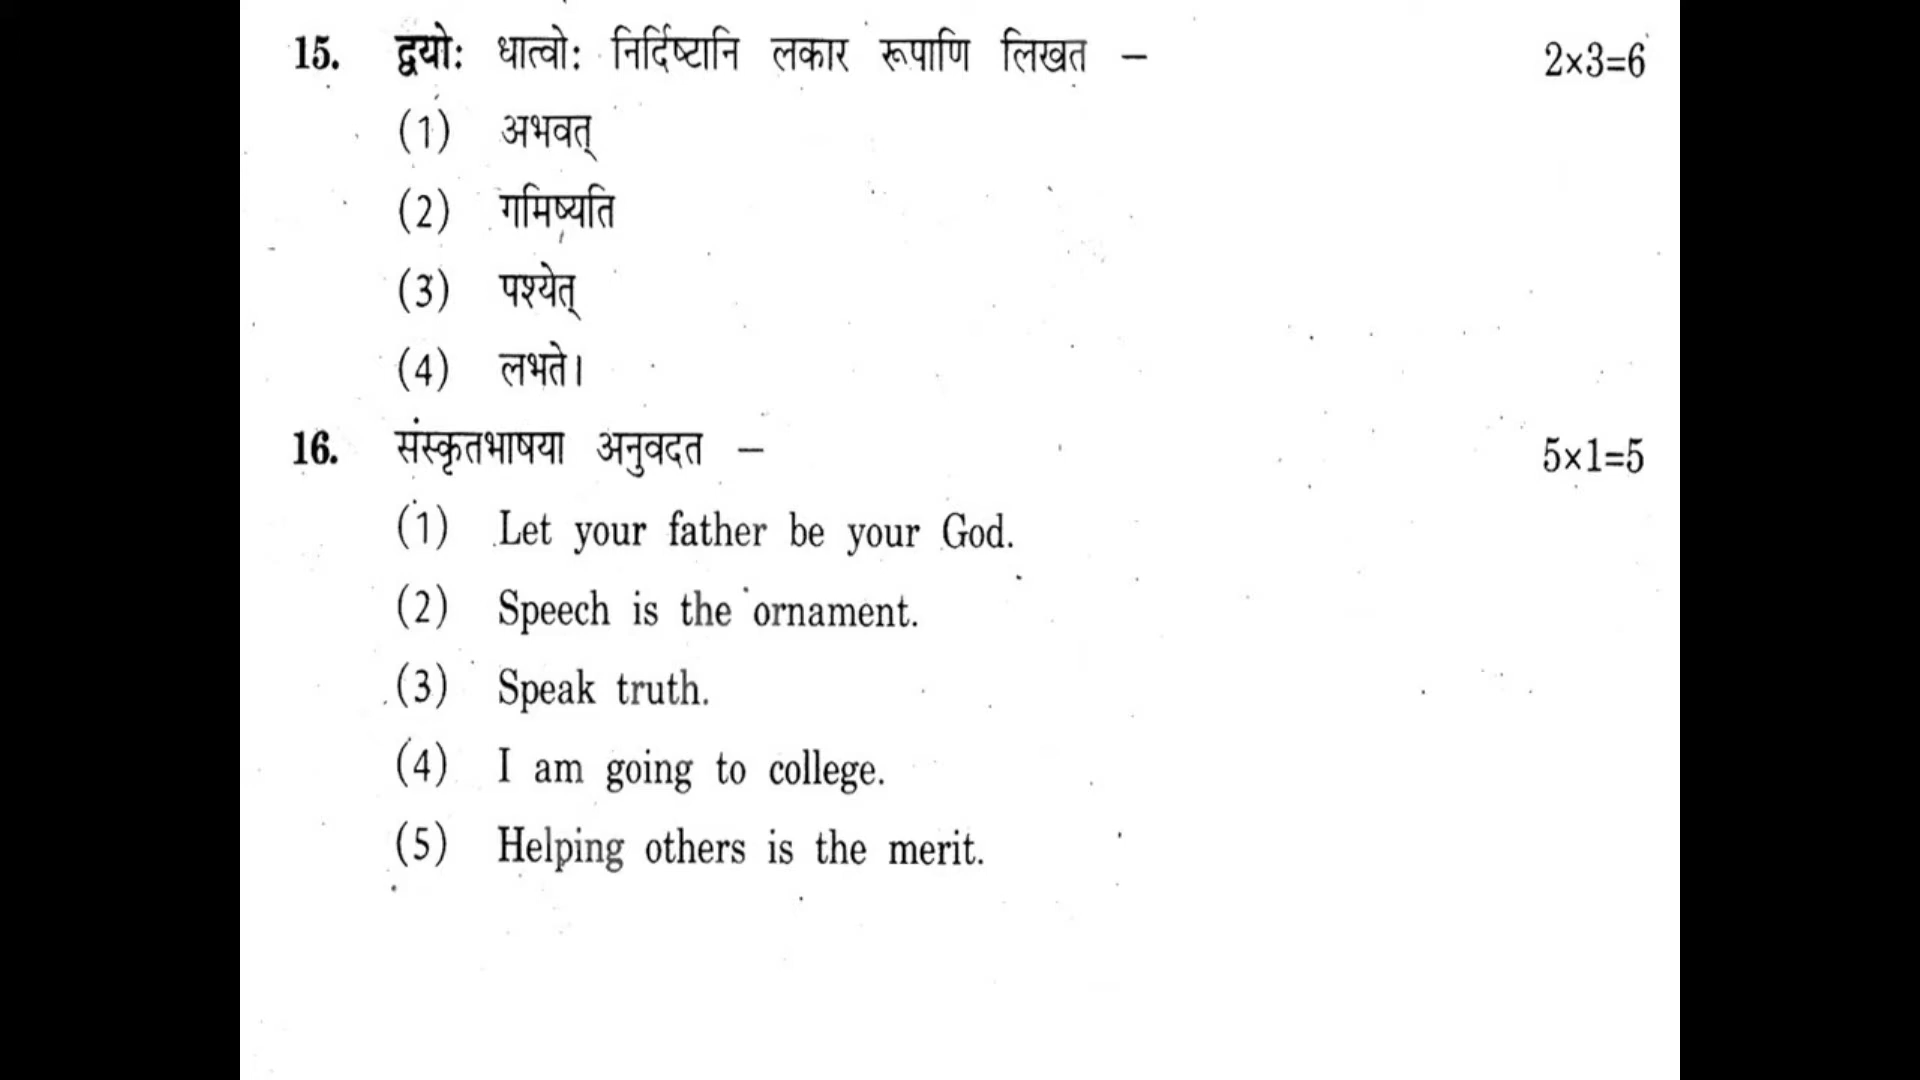 15. द्वयोः धात्वोः निर्दिष्टानि लकार रूपाणि लिखत – 2×3=6
(1) अभवत्
(2) गमिष्यति
(3) पश्येत्
(4) लभते।
16. संस्कृतभाषया अनुवदत – 5×1=5
(1) Let your father be your God.
(2) Speech is the ornament.
(3) Speak truth.
(4) I am going to college.
(5) Helping others is the merit.